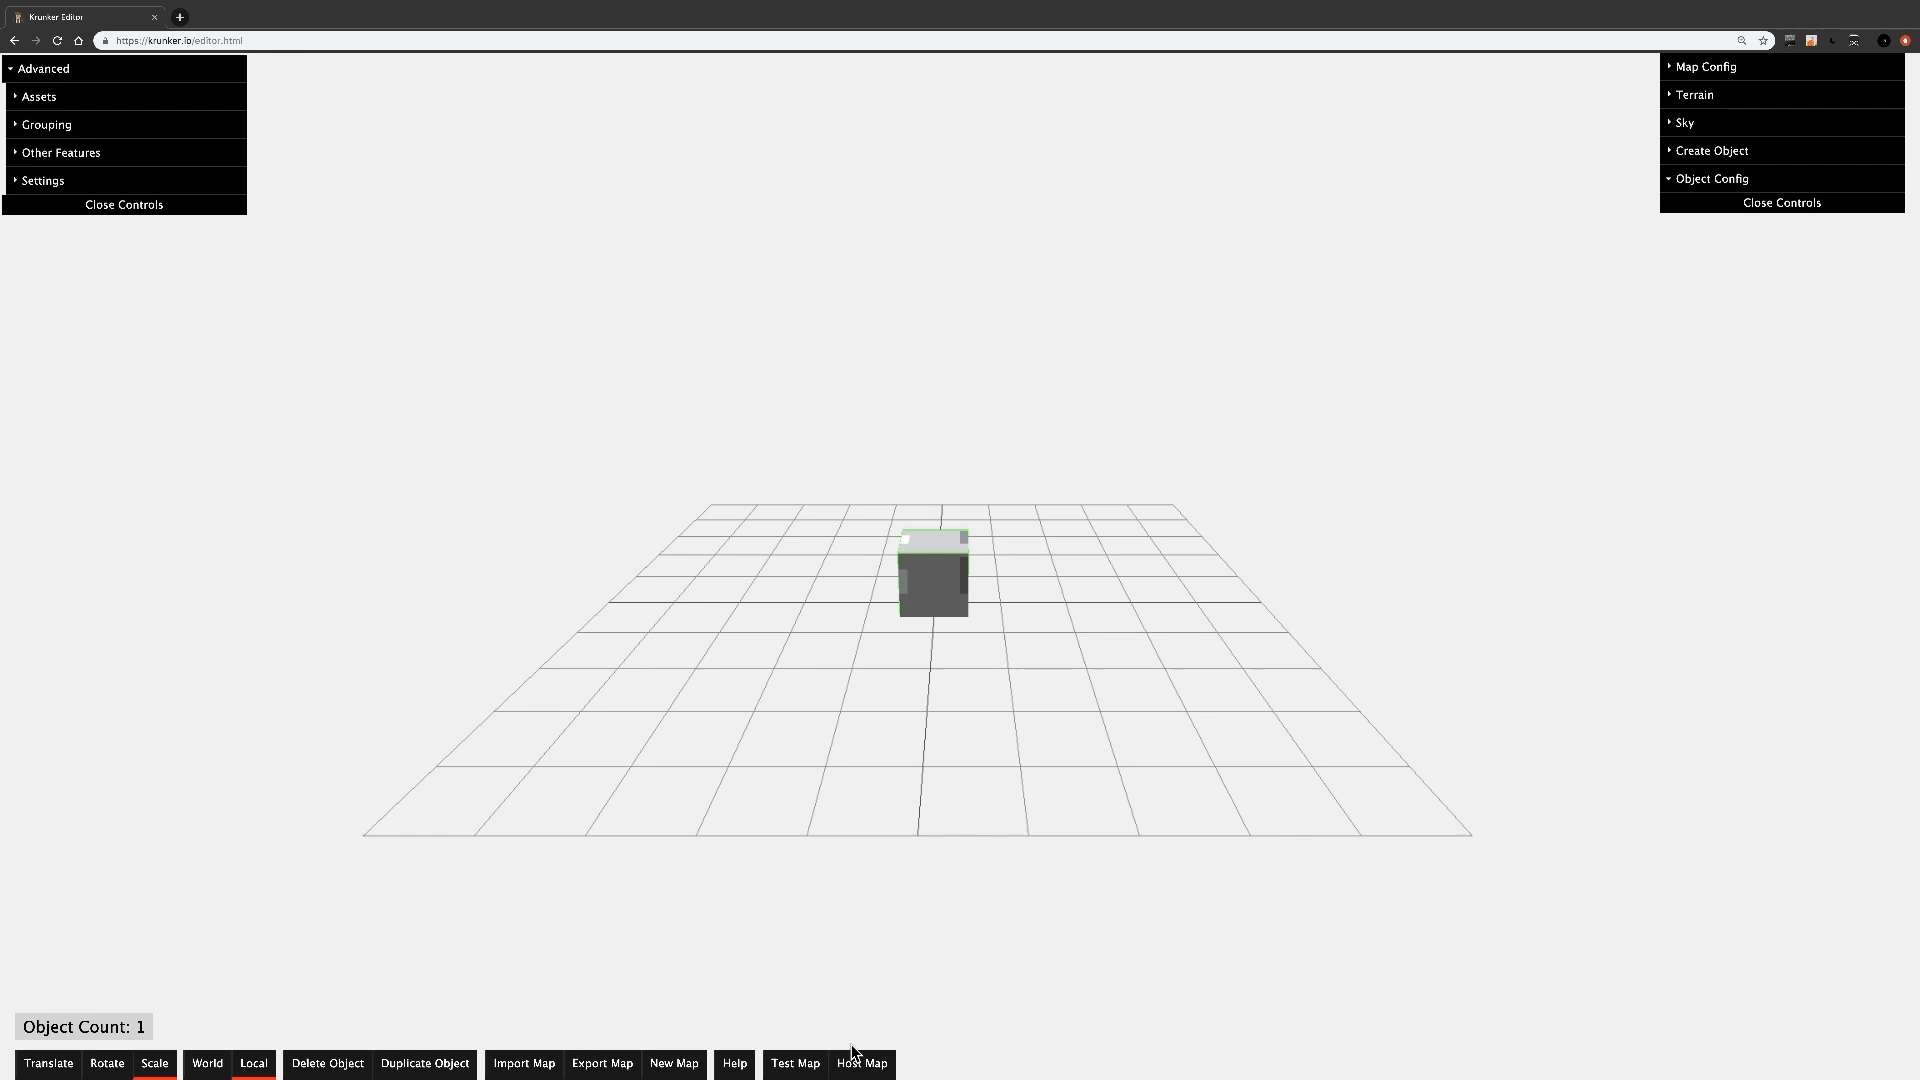 Krunker Editor
https://krunker.io/editor.html
Advanced
Assets
Grouping
Other Features
Settings
Close Controls
Map Config
Terrain
Sky
Create Object
Object Config
Close Controls
Object Count: 1
Translate Rotate Scale World Local Delete Object Duplicate Object Import Map Export Map New Map Help Test Map Host Map